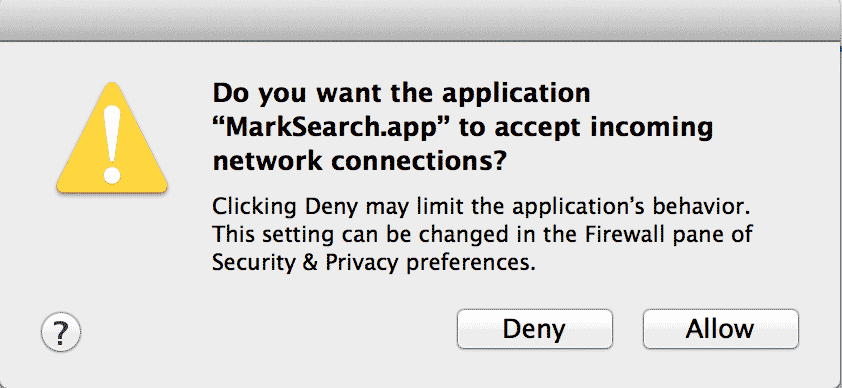 Do you want the application
“MarkSearch.app” to accept incoming
network connections?
Clicking Deny may limit the application’s behavior.
This setting can be changed in the Firewall pane of
Security & Privacy preferences.
?
Deny
Allow